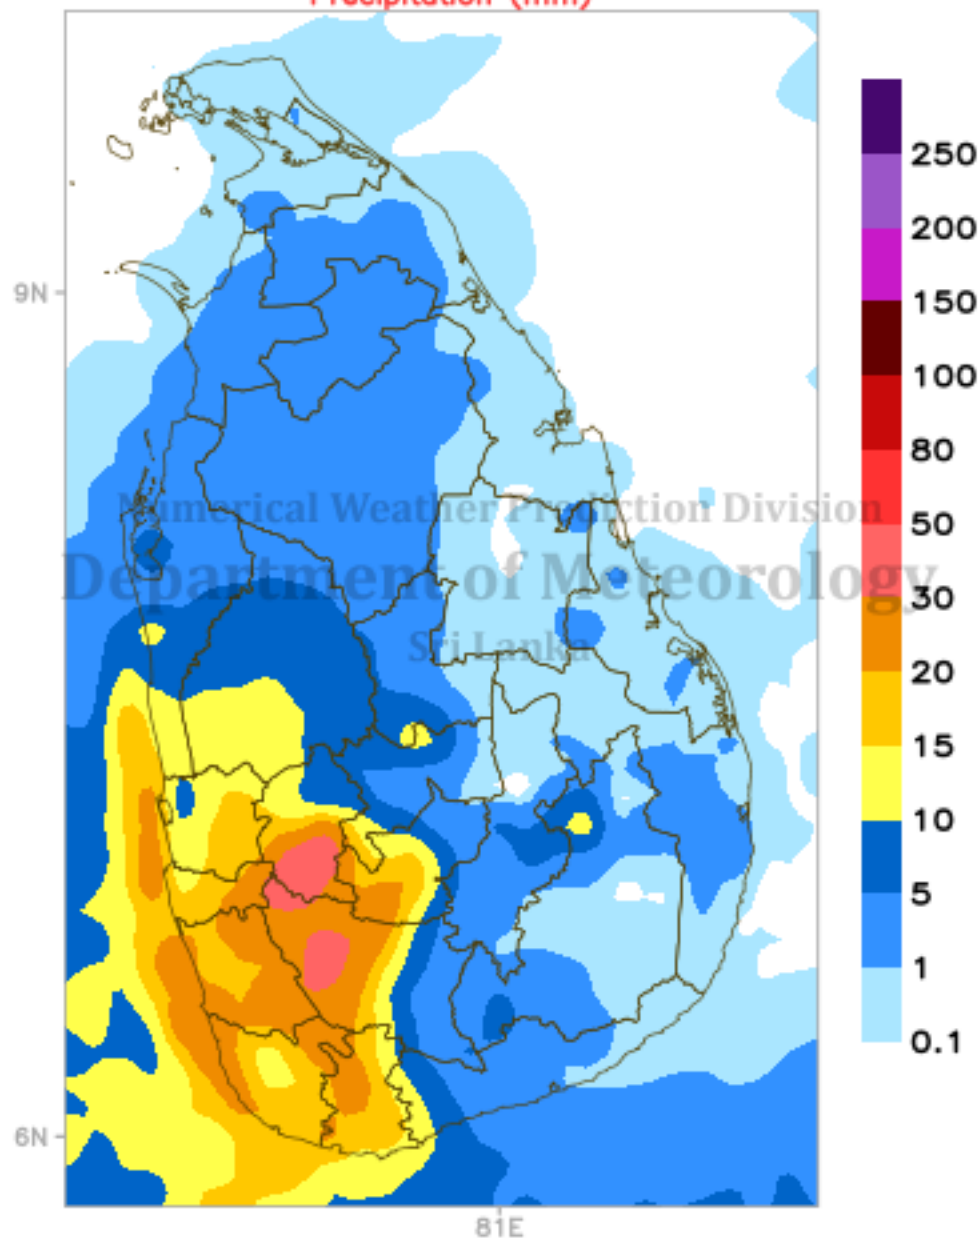 Precipitation (mm)
250
200
150
100
80
50
30
20
15
10
5
1
0.1
9N
6N
81E
Numerical Weather Prediction Division
Department of Meteorology
Sri Lanka